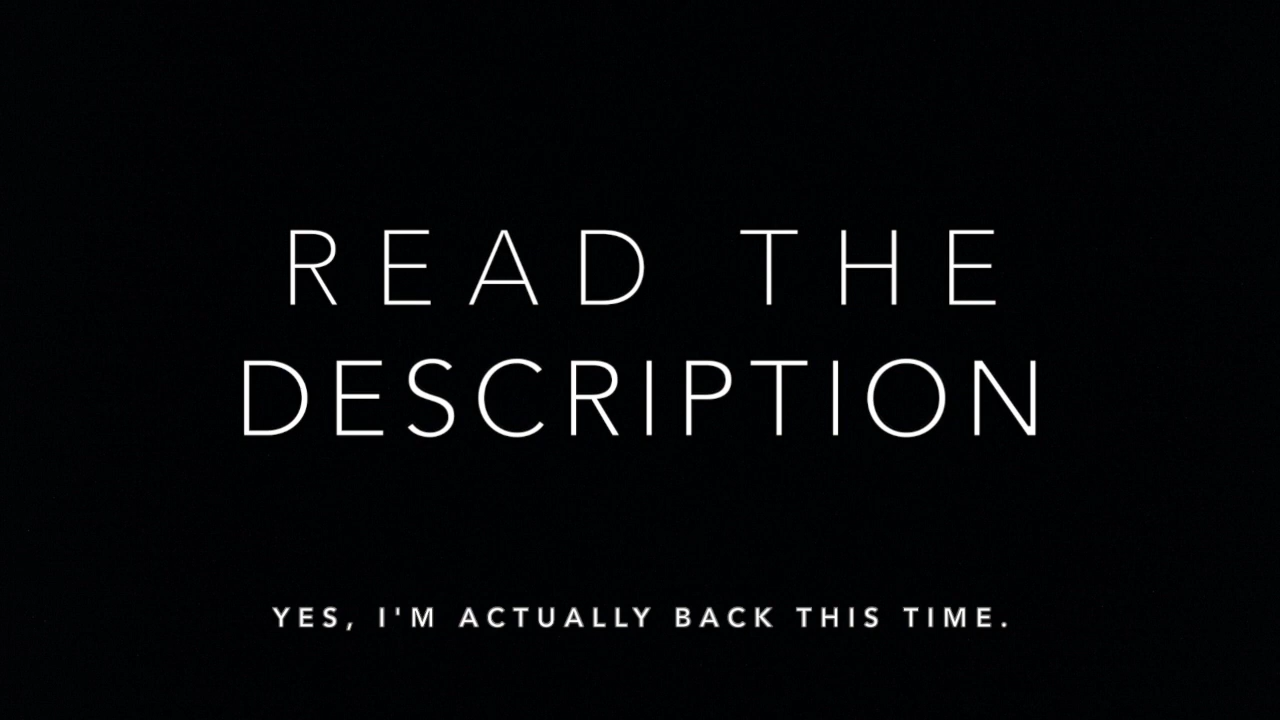 READ THE
DESCRIPTION
YES, I'M ACTUALLY BACK THIS TIME.